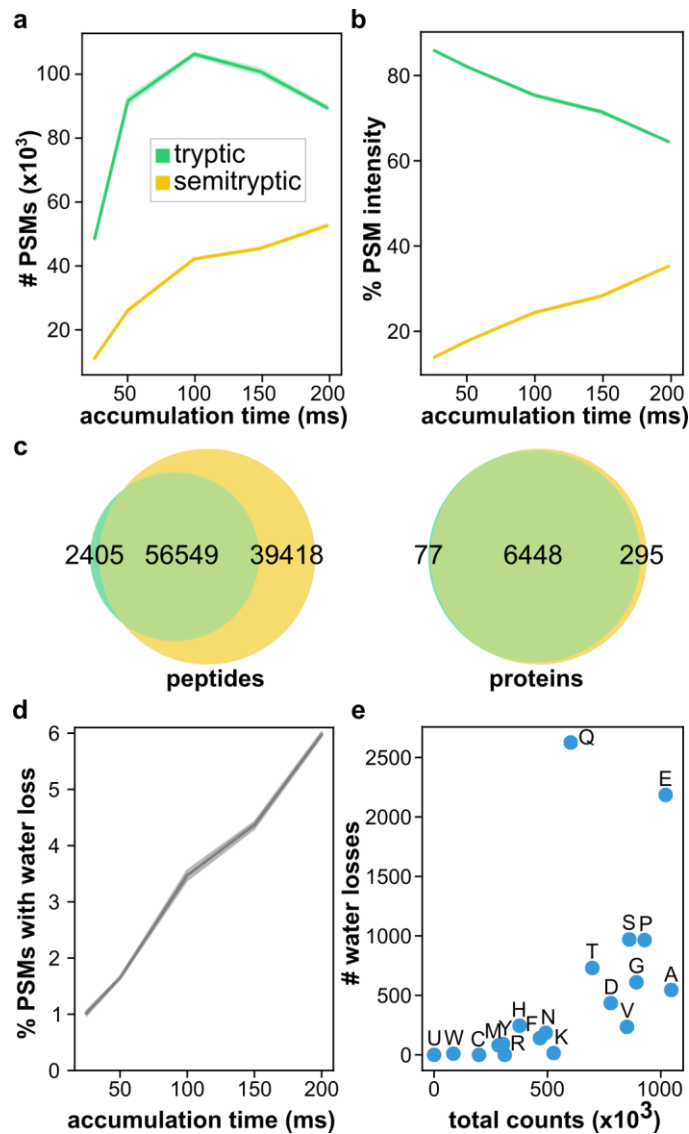 a
b
# PSMs (x10³)
100
80
60
40
20
tryptic
semitryptic
50 100 150 200
accumulation time (ms)
% PSM intensity
80
60
40
20
50 100 150 200
accumulation time (ms)
c
2405 56549 39418
peptides
77 6448 295
proteins
d
% PSMs with water loss
6
5
4
3
2
1
0
50 100 150 200
accumulation time (ms)
e
# water losses
2500
2000
1500
1000
500
0
Q
E
S P
T
G
A
D
V
H
N
F
M Y
U W C R K
0 500 1000
total counts (x10³)